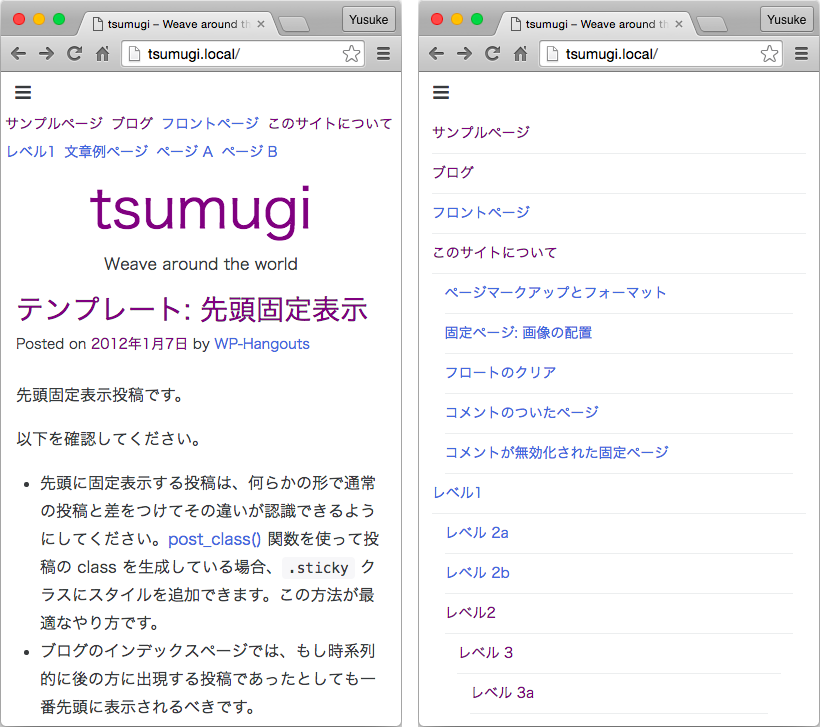 tsumugi – Weave around th
Yusuke
tsumugi.local/
サンプルページ ブログ フロントページ このサイトについて
レベル1 文章例ページ ページ A ページ B
tsumugi
Weave around the world
テンプレート: 先頭固定表示
Posted on 2012年1月7日 by WP-Hangouts
先頭固定表示投稿です。
以下を確認してください。
• 先頭に固定表示する投稿は、何らかの形で通常
の投稿と差をつけてその違いが認識できるよう
にしてください。post_class() 関数を使って投
稿の class を生成している場合、 .sticky ク
ラスにスタイルを追加できます。この方法が最
適なやり方です。
• ブログのインデックスページでは、もし時系列
的に後の方に出現する投稿であったとしても一
番先頭に表示されるべきです。
tsumugi – Weave around th
Yusuke
tsumugi.local/
サンプルページ
ブログ
フロントページ
このサイトについて
ページマークアップとフォーマット
固定ページ: 画像の配置
フロートのクリア
コメントのついたページ
コメントが無効化された固定ページ
レベル1
レベル 2a
レベル 2b
レベル2
レベル 3
レベル 3a